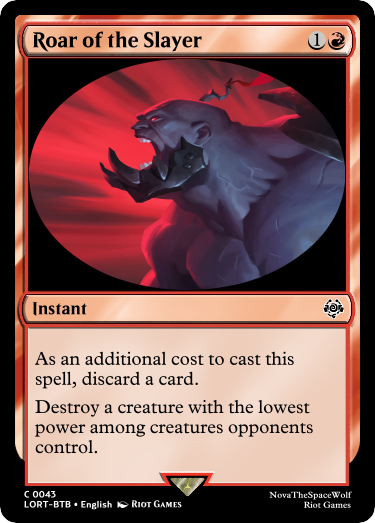 Roar of the Slayer 1
Instant
As an additional cost to cast this
spell, discard a card.
Destroy a creature with the lowest
power among creatures opponents
control.
C 0043
LORT-BTB • English RIOT GAMES
NovaTheSpaceWolf
Riot Games